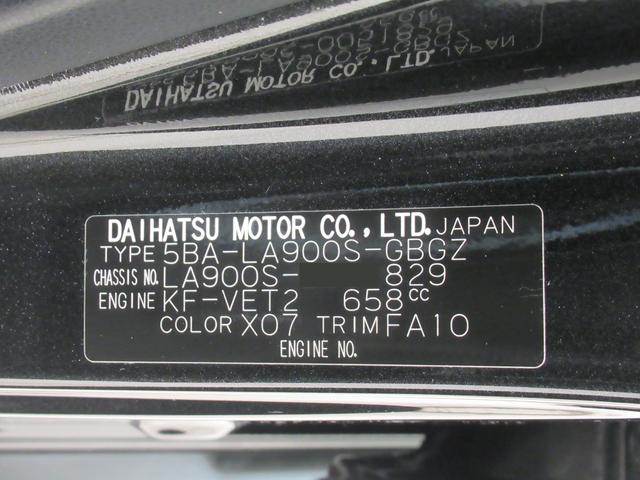 DAIHATSU MOTOR CO., LTD. JAPAN
TYPE 5BA-LA900S-GBGZ
CHASSIS NO. LA900S- 829
ENGINE KF-VET2 658cc
COLOR X07 TRIM FA10
ENGINE NO.